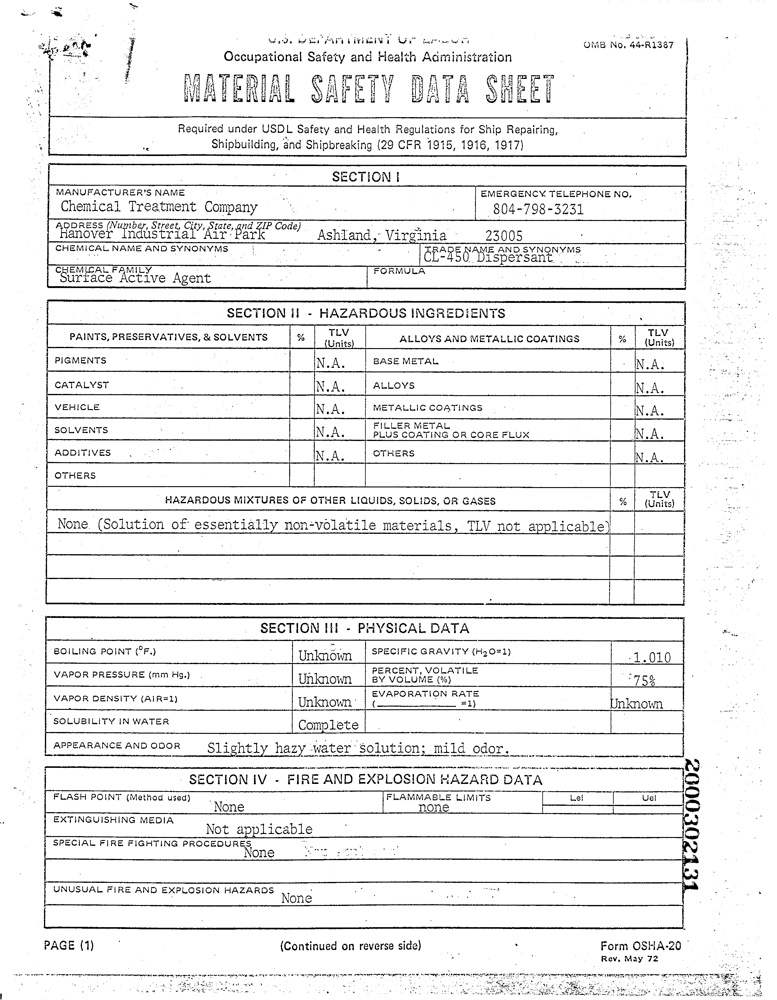 U.S. DEPARTMENT OF LABOR
OMB No. 44-R1387
Occupational Safety and Health Administration
MATERIAL SAFETY DATA SHEET
Required under USDL Safety and Health Regulations for Ship Repairing,
Shipbuilding, and Shipbreaking (29 CFR 1915, 1916, 1917)
SECTION I
MANUFACTURER'S NAME
Chemical Treatment Company
EMERGENCY TELEPHONE NO.
804-798-3231
ADDRESS (Number, Street, City, State, and ZIP Code)
Hanover Industrial Air Park Ashland, Virginia 23005
CHEMICAL NAME AND SYNONYMS
TRADE NAME AND SYNONYMS
CL-450 Dispersant
CHEMICAL FAMILY
Surface Active Agent
FORMULA
SECTION II - HAZARDOUS INGREDIENTS
PAINTS, PRESERVATIVES, & SOLVENTS % TLV (Units) ALLOYS AND METALLIC COATINGS % TLV (Units)
PIGMENTS N.A. BASE METAL N.A.
CATALYST N.A. ALLOYS N.A.
VEHICLE N.A. METALLIC COATINGS N.A.
SOLVENTS N.A. FILLER METAL PLUS COATING OR CORE FLUX N.A.
ADDITIVES N.A. OTHERS N.A.
OTHERS
HAZARDOUS MIXTURES OF OTHER LIQUIDS, SOLIDS, OR GASES % TLV (Units)
None (Solution of essentially non-volatile materials, TLV not applicable)
SECTION III - PHYSICAL DATA
BOILING POINT (°F.) Unknown SPECIFIC GRAVITY (H2O=1) 1.010
VAPOR PRESSURE (mm Hg.) Unknown PERCENT, VOLATILE BY VOLUME (%) 75%
VAPOR DENSITY (AIR=1) Unknown EVAPORATION RATE (__________ =1) Unknown
SOLUBILITY IN WATER Complete
APPEARANCE AND ODOR Slightly hazy water solution; mild odor.
SECTION IV - FIRE AND EXPLOSION HAZARD DATA
FLASH POINT (Method used) None FLAMMABLE LIMITS none Lel Uel
EXTINGUISHING MEDIA Not applicable
SPECIAL FIRE FIGHTING PROCEDURES None
UNUSUAL FIRE AND EXPLOSION HAZARDS None
2000302131
PAGE (1) (Continued on reverse side) Form OSHA-20
Rev. May 72